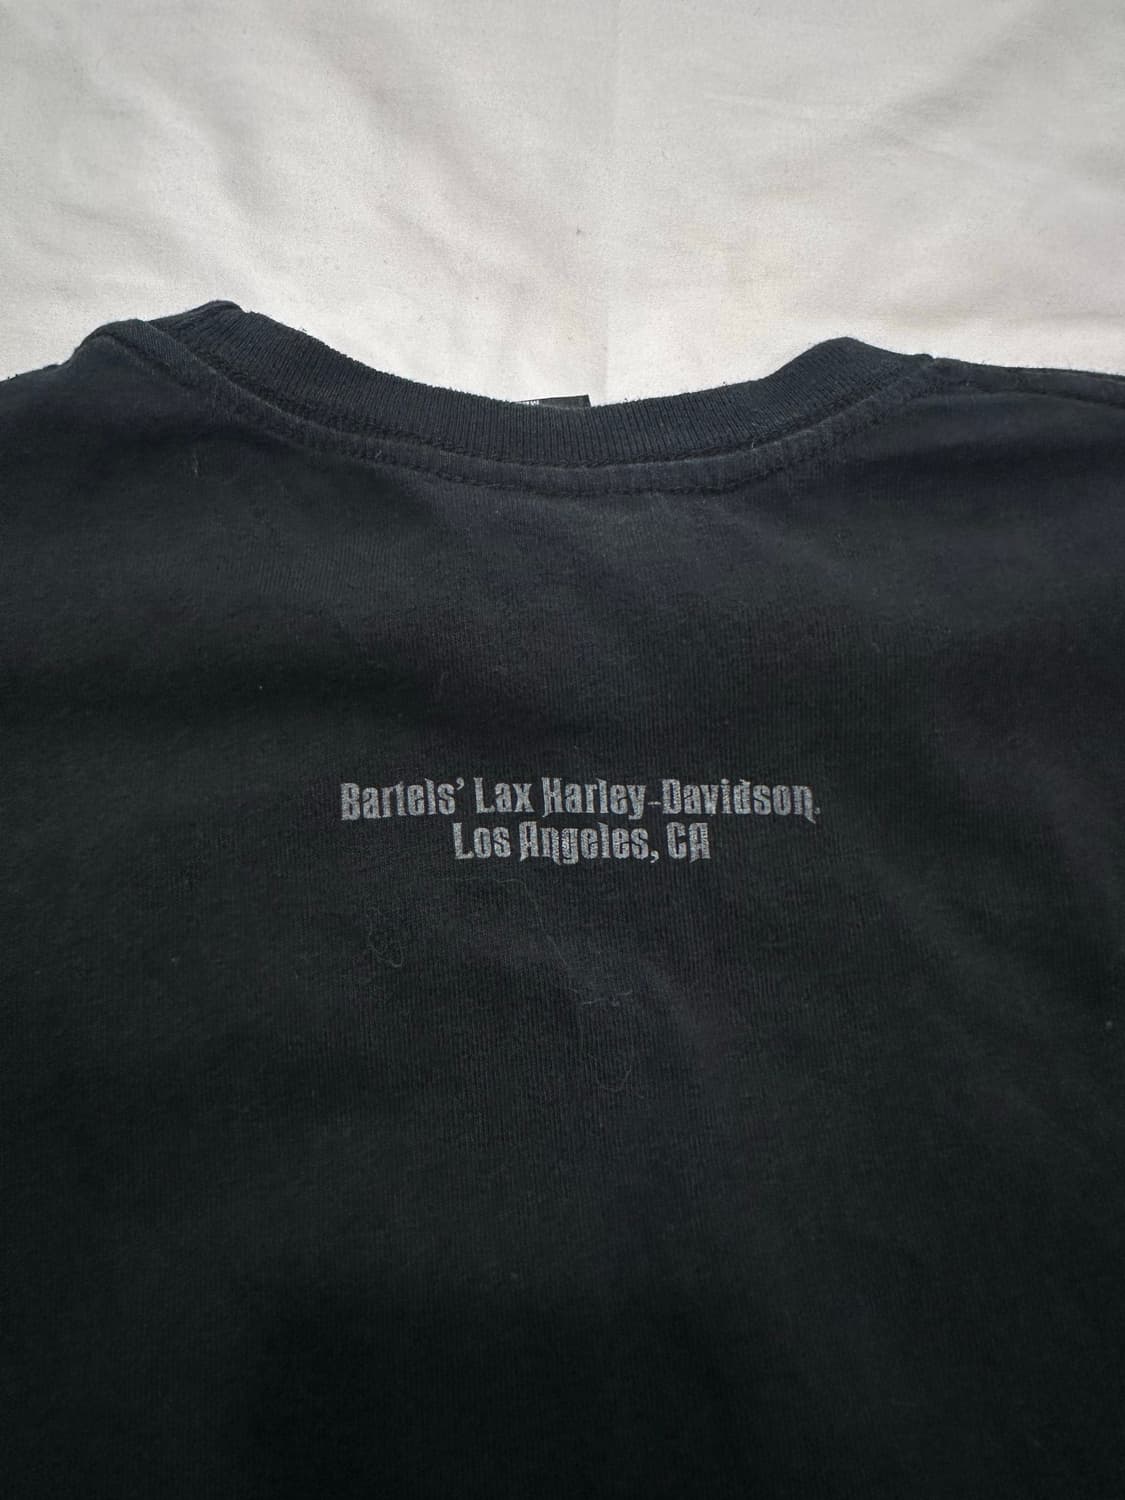 Bartels' Lax Harley-Davidson
Los Angeles, CA